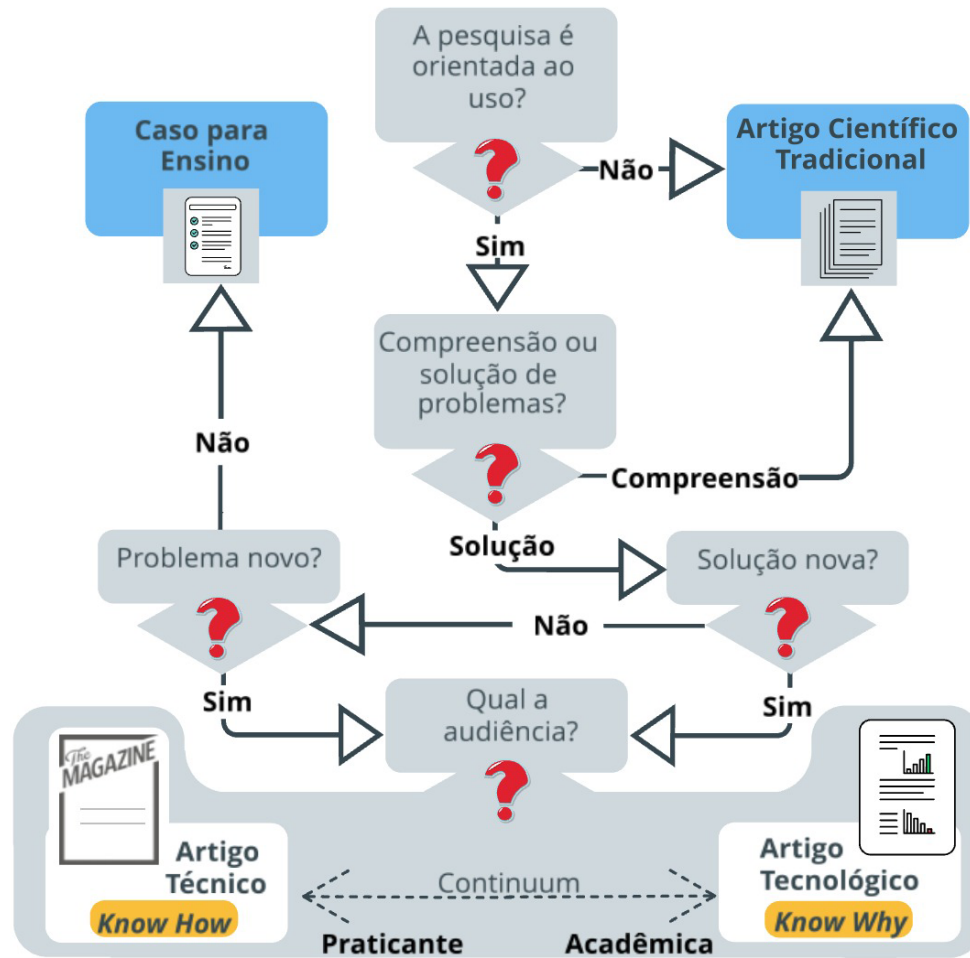 A pesquisa é
orientada ao
uso?
Caso para
Ensino
Artigo Científico
Tradicional
Não
Sim
Compreensão ou
solução de
problemas?
Não
Compreensão
Solução
Problema novo?
Solução nova?
Não
Sim
Qual a
audiência?
Sim
The
MAGAZINE
Artigo
Técnico
Know How
Continuum
Artigo
Tecnológico
Know Why
Praticante
Acadêmica